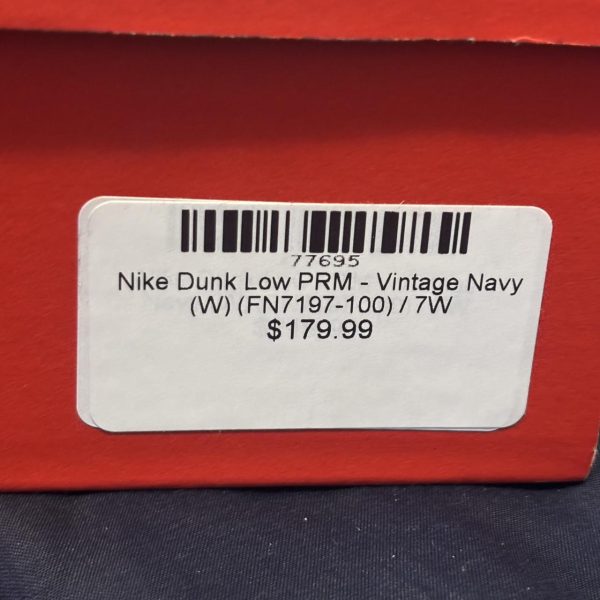 77695
Nike Dunk Low PRM - Vintage Navy
(W) (FN7197-100) / 7W
$179.99